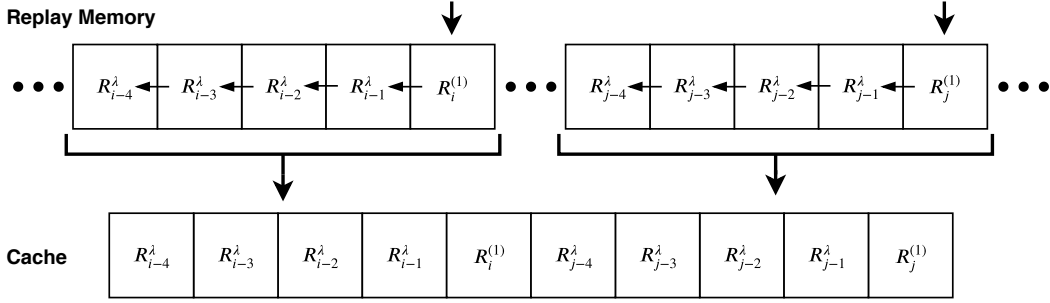 Replay Memory
••• R^λ_{i−4} R^λ_{i−3} R^λ_{i−2} R^λ_{i−1} R^{(1)}_i ••• R^λ_{j−4} R^λ_{j−3} R^λ_{j−2} R^λ_{j−1} R^{(1)}_j •••
Cache R^λ_{i−4} R^λ_{i−3} R^λ_{i−2} R^λ_{i−1} R^{(1)}_i R^λ_{j−4} R^λ_{j−3} R^λ_{j−2} R^λ_{j−1} R^{(1)}_j